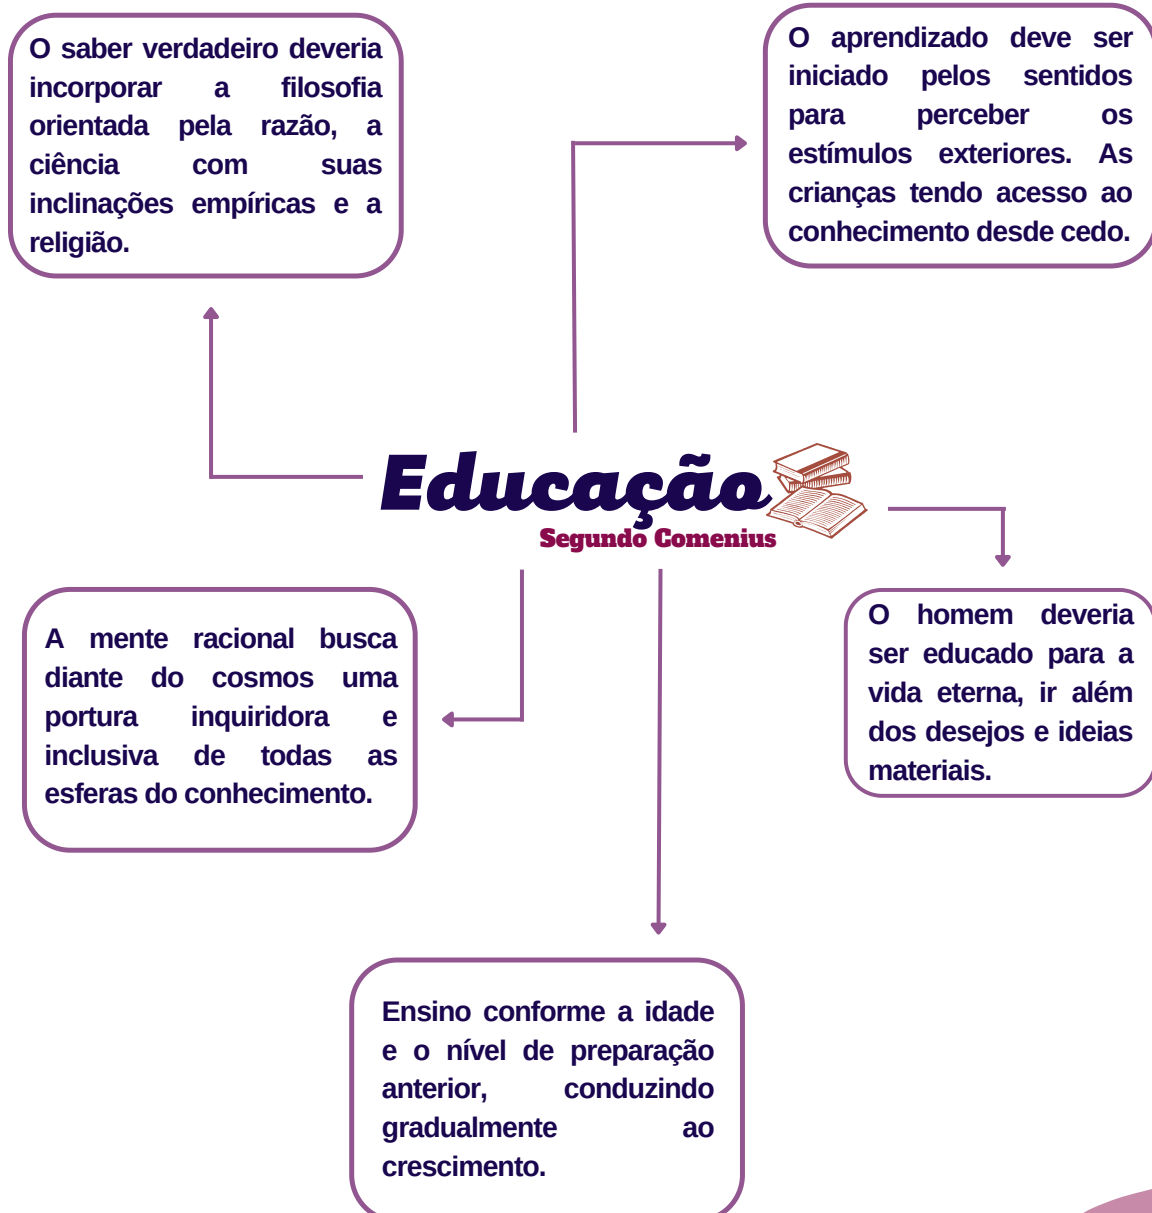 O saber verdadeiro deveria
incorporar a filosofia
orientada pela razão, a
ciência com suas
inclinações empíricas e a
religião.
O aprendizado deve ser
iniciado pelos sentidos
para perceber os
estímulos exteriores. As
crianças tendo acesso ao
conhecimento desde cedo.
Educação
Segundo Comenius
A mente racional busca
diante do cosmos uma
portura inquiridora e
inclusiva de todas as
esferas do conhecimento.
O homem deveria
ser educado para a
vida eterna, ir além
dos desejos e ideias
materiais.
Ensino conforme a idade
e o nível de preparação
anterior, conduzindo
gradualmente ao
crescimento.